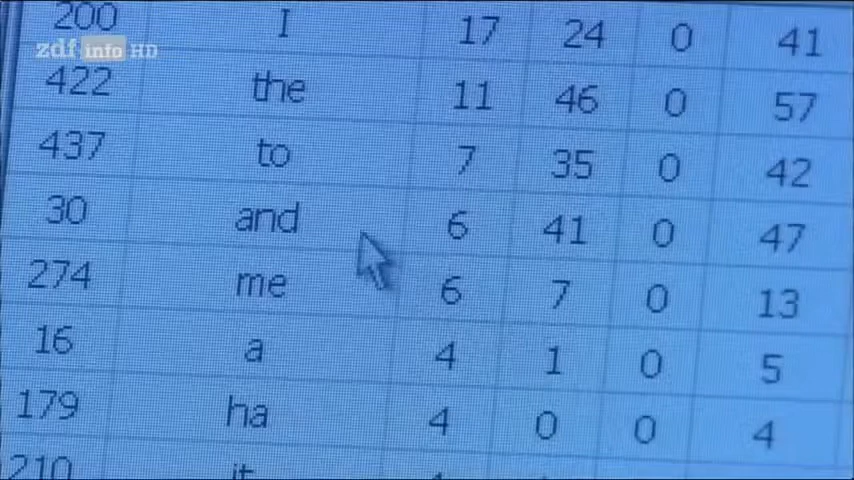 200 I 17 24 0 41
zdf info HD
422 the 11 46 0 57
437 to 7 35 0 42
30 and 6 41 0 47
274 me 6 7 0 13
16 a 4 1 0 5
179 ha 4 0 0 4
210 it